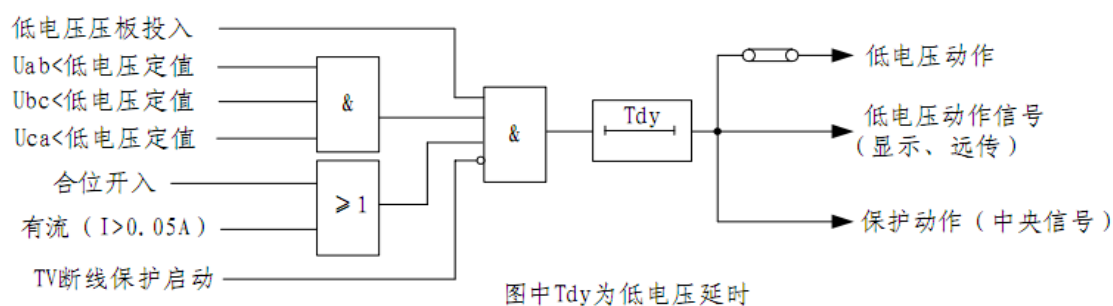 低电压压板投入
Uab<低电压定值
Ubc<低电压定值
Uca<低电压定值
&
合位开入
有流（I>0.05A）
≥1
TV断线保护启动
&
Tdy
低电压动作
低电压动作信号
（显示、远传）
保护动作（中央信号）
图中Tdy为低电压延时